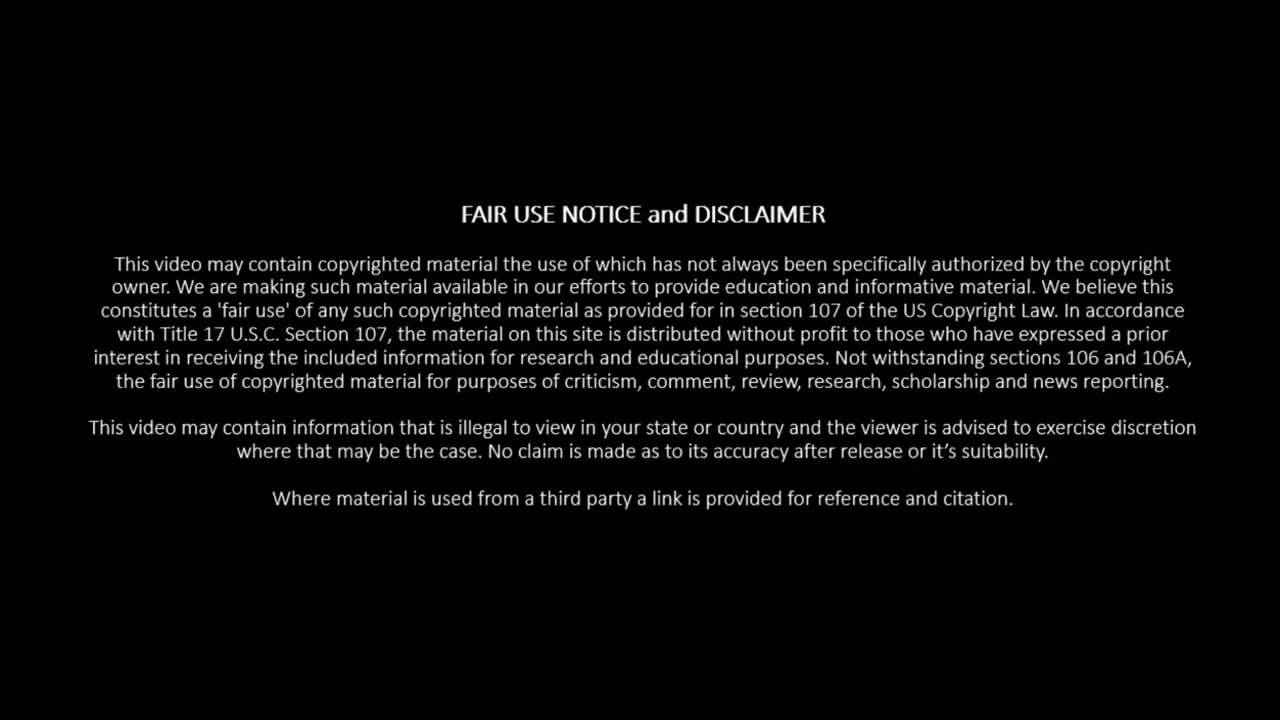 FAIR USE NOTICE and DISCLAIMER
This video may contain copyrighted material the use of which has not always been specifically authorized by the copyright
owner. We are making such material available in our efforts to provide education and informative material. We believe this
constitutes a 'fair use' of any such copyrighted material as provided for in section 107 of the US Copyright Law. In accordance
with Title 17 U.S.C. Section 107, the material on this site is distributed without profit to those who have expressed a prior
interest in receiving the included information for research and educational purposes. Not withstanding sections 106 and 106A,
the fair use of copyrighted material for purposes of criticism, comment, review, research, scholarship and news reporting.
This video may contain information that is illegal to view in your state or country and the viewer is advised to exercise discretion
where that may be the case. No claim is made as to its accuracy after release or it’s suitability.
Where material is used from a third party a link is provided for reference and citation.